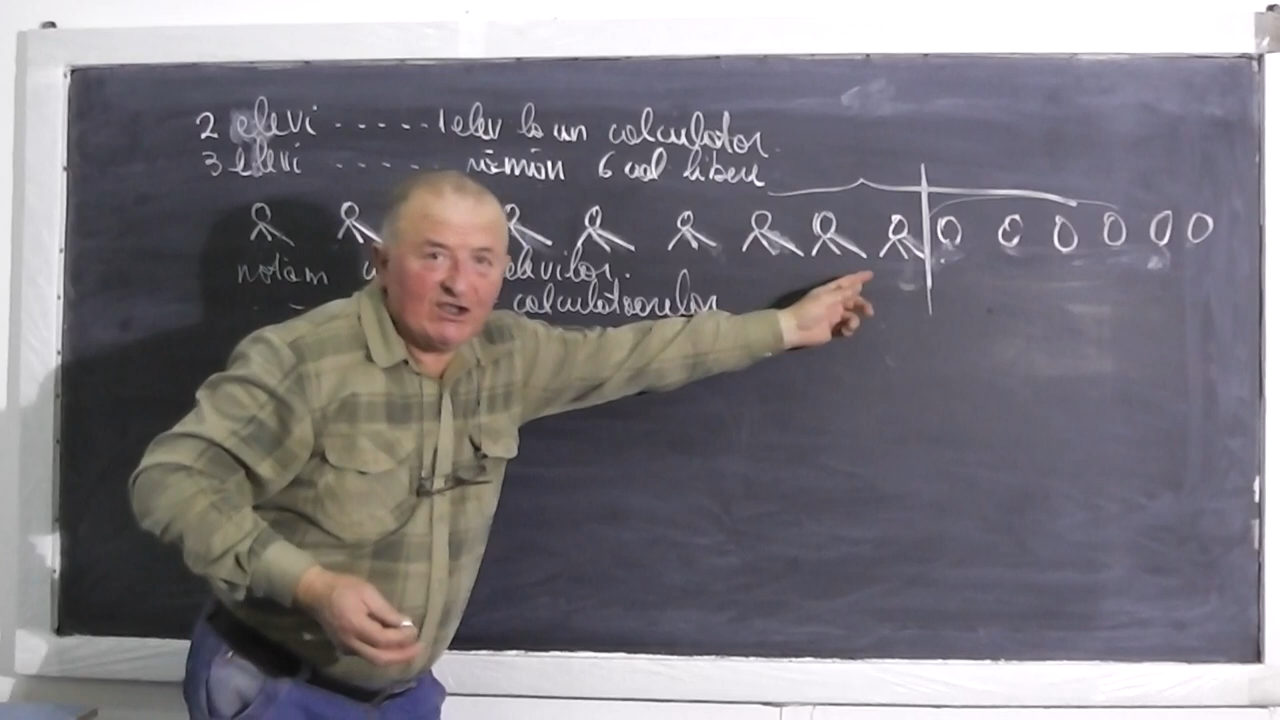 2 elevi ..... 1 elev la un calculator.
3 elevi ..... rămân 6 cal libere
notăm elevilor.
calculatoarelor